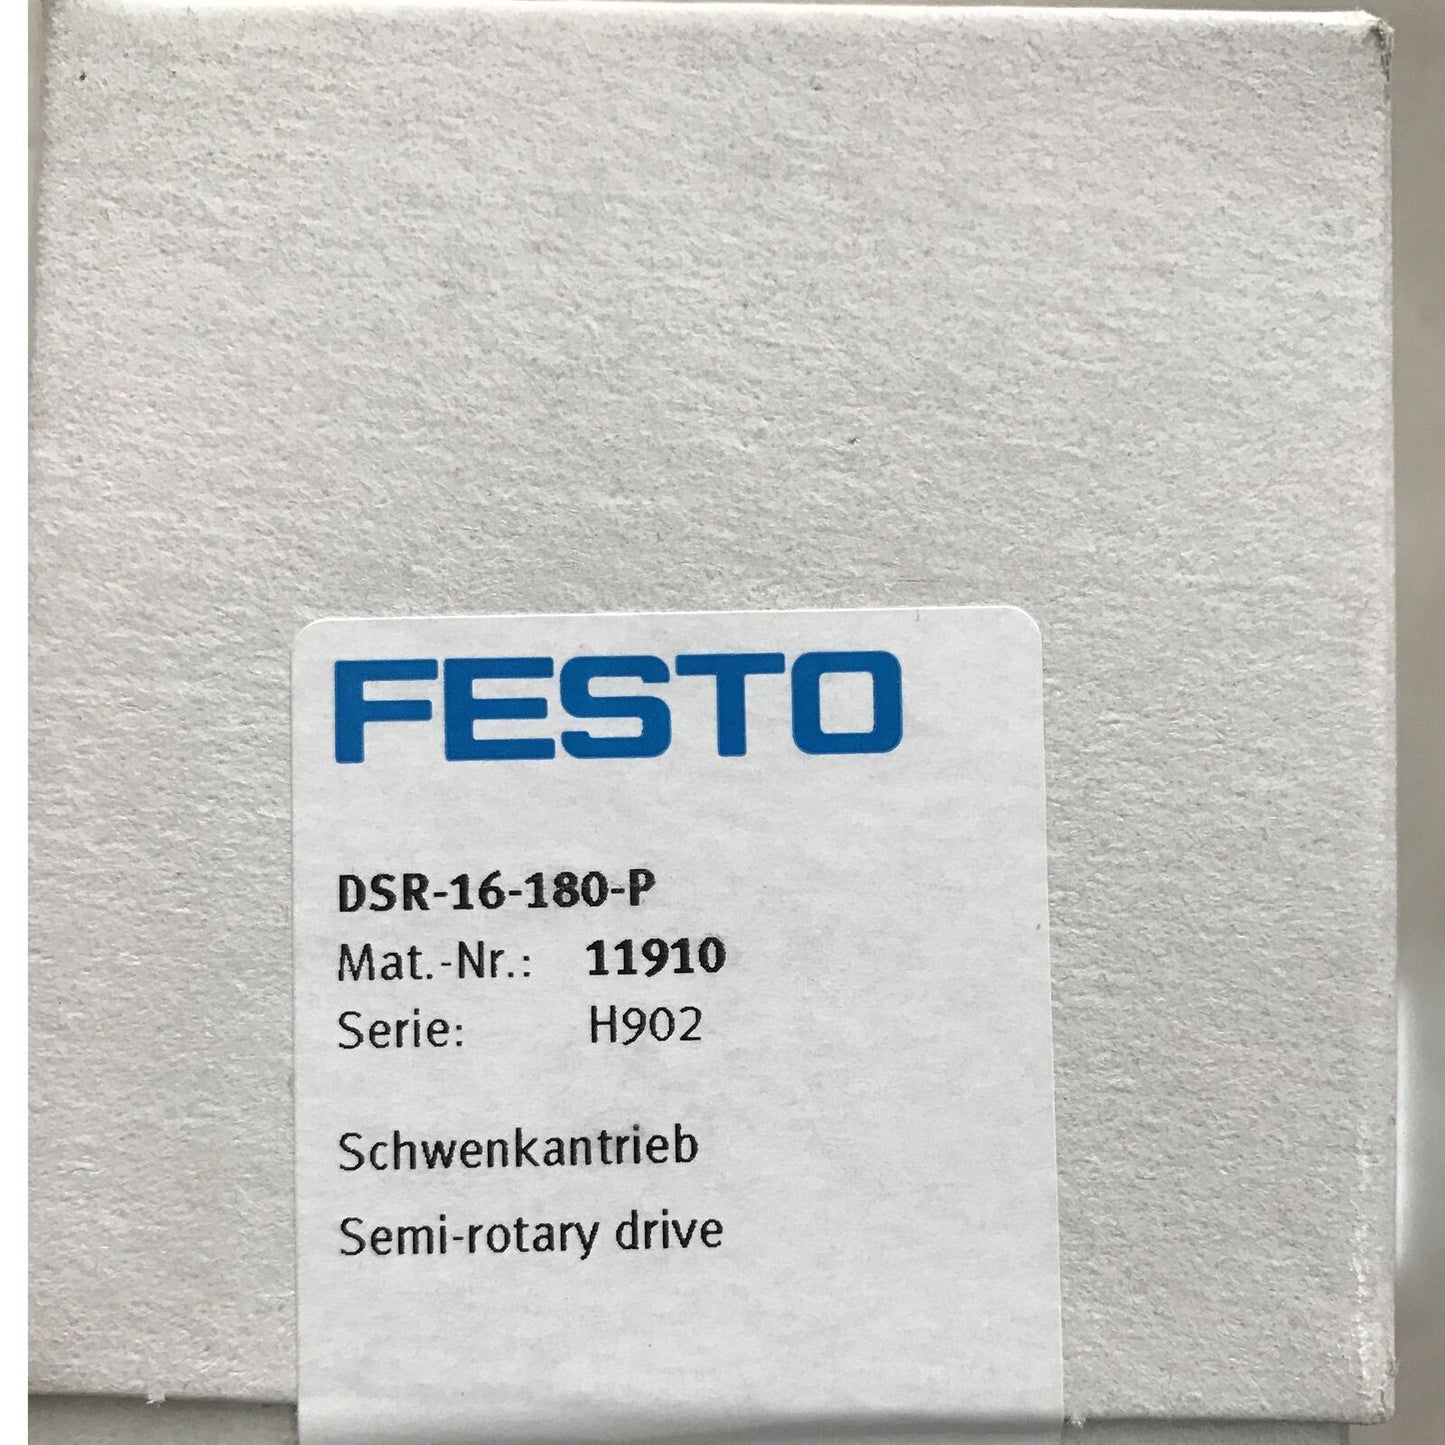 FESTO
DSR-16-180-P
Mat.-Nr.: 11910
Serie: H902
Schwenkantrieb
Semi-rotary drive